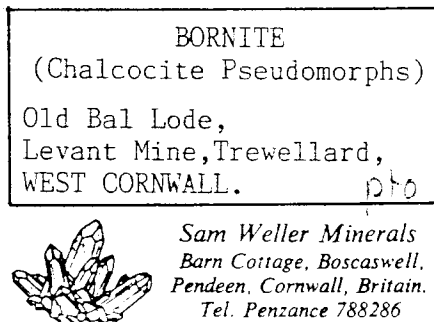 BORNITE
(Chalcocite Pseudomorphs)
Old Bal Lode,
Levant Mine,Trewellard,
WEST CORNWALL.
pto
Sam Weller Minerals
Barn Cottage, Boscaswell,
Pendeen, Cornwall, Britain.
Tel. Penzance 788286